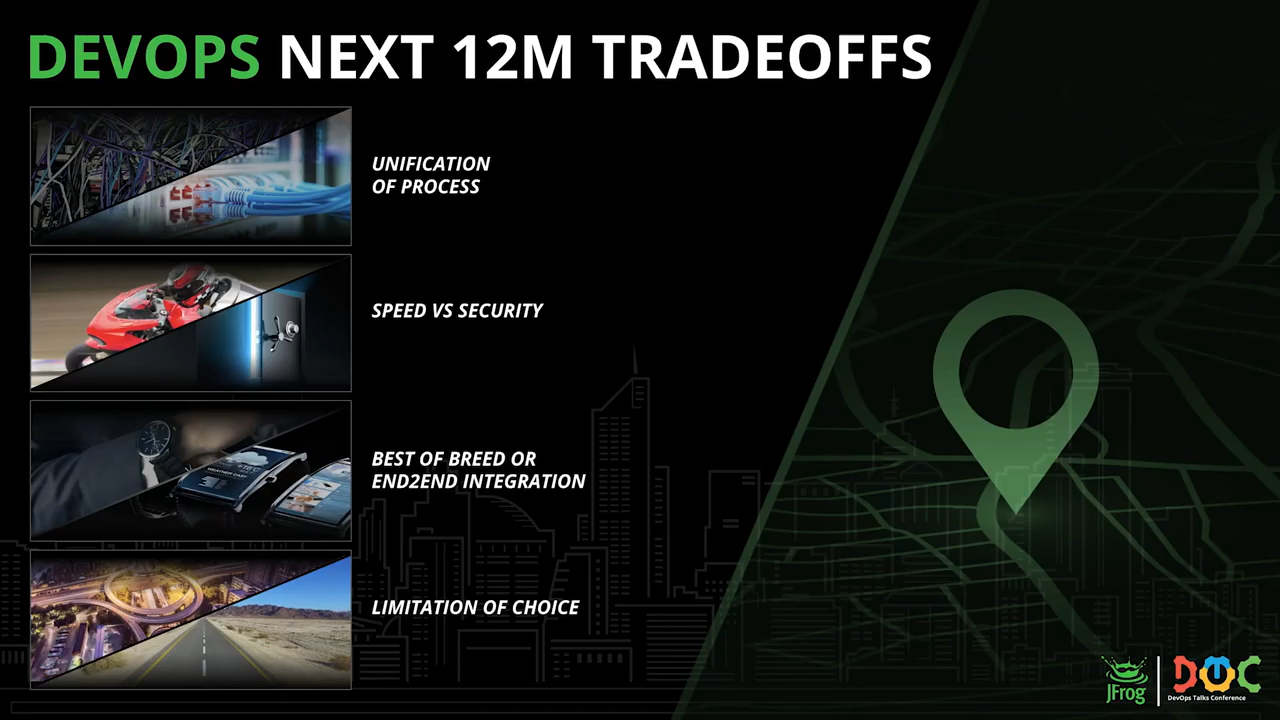 DEVOPS NEXT 12M TRADEOFFS
UNIFICATION
OF PROCESS
SPEED VS SECURITY
BEST OF BREED OR
END2END INTEGRATION
LIMITATION OF CHOICE
JFrog
DOC
DevOps Talks Conference